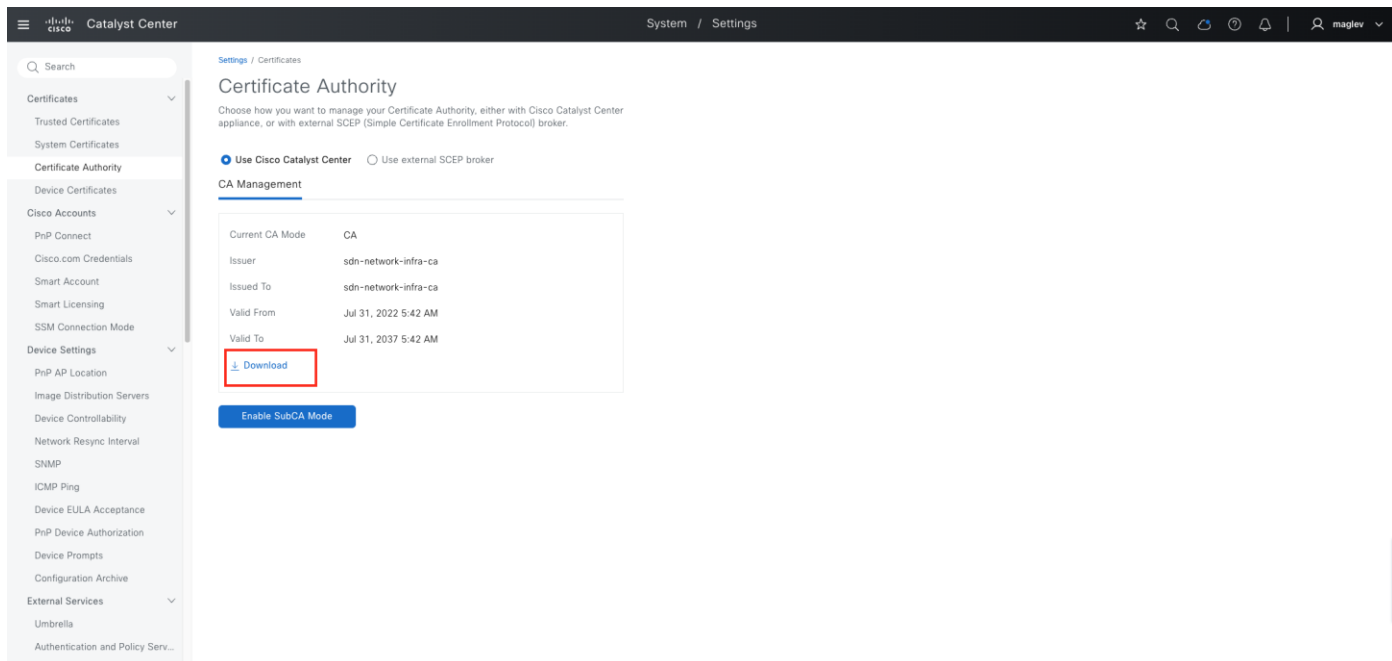 cisco Catalyst Center
System / Settings
maglev
Search
Certificates
Trusted Certificates
System Certificates
Certificate Authority
Device Certificates
Cisco Accounts
PnP Connect
Cisco.com Credentials
Smart Account
Smart Licensing
SSM Connection Mode
Device Settings
PnP AP Location
Image Distribution Servers
Device Controllability
Network Resync Interval
SNMP
ICMP Ping
Device EULA Acceptance
PnP Device Authorization
Device Prompts
Configuration Archive
External Services
Umbrella
Authentication and Policy Serv...
Settings / Certificates
Certificate Authority
Choose how you want to manage your Certificate Authority, either with Cisco Catalyst Center
appliance, or with external SCEP (Simple Certificate Enrollment Protocol) broker.
Use Cisco Catalyst Center Use external SCEP broker
CA Management
Current CA Mode CA
Issuer sdn-network-infra-ca
Issued To sdn-network-infra-ca
Valid From Jul 31, 2022 5:42 AM
Valid To Jul 31, 2037 5:42 AM
Download
Enable SubCA Mode